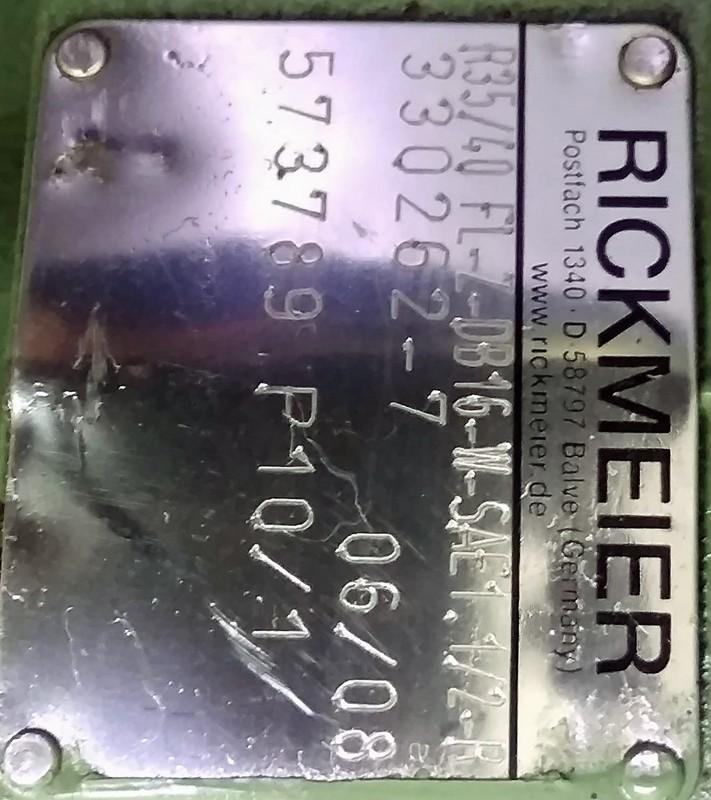 RICKMEIER
Postfach 1340 · D-58797 Balve (Germany)
www.rickmeier.de
R35/40 FL-Z-DB16-W-SAE1.1/2-R
330262-7
06/08
573789 P10/1